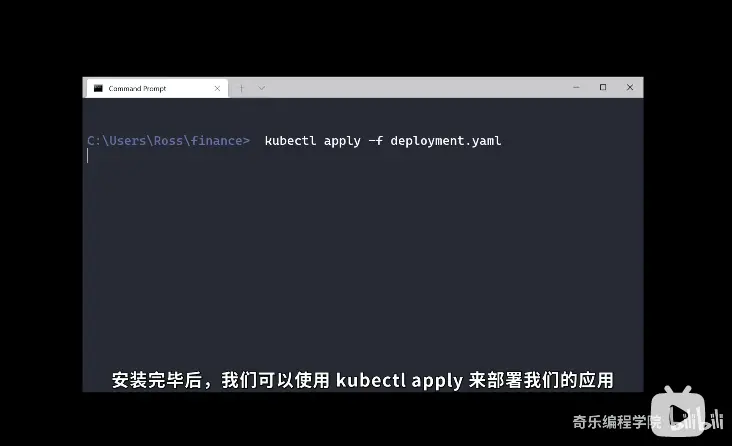 Command Prompt
C:\Users\Ross\finance> kubectl apply -f deployment.yaml
安装完毕后，我们可以使用 kubectl apply 来部署我们的应用
奇乐编程学院 bilibili